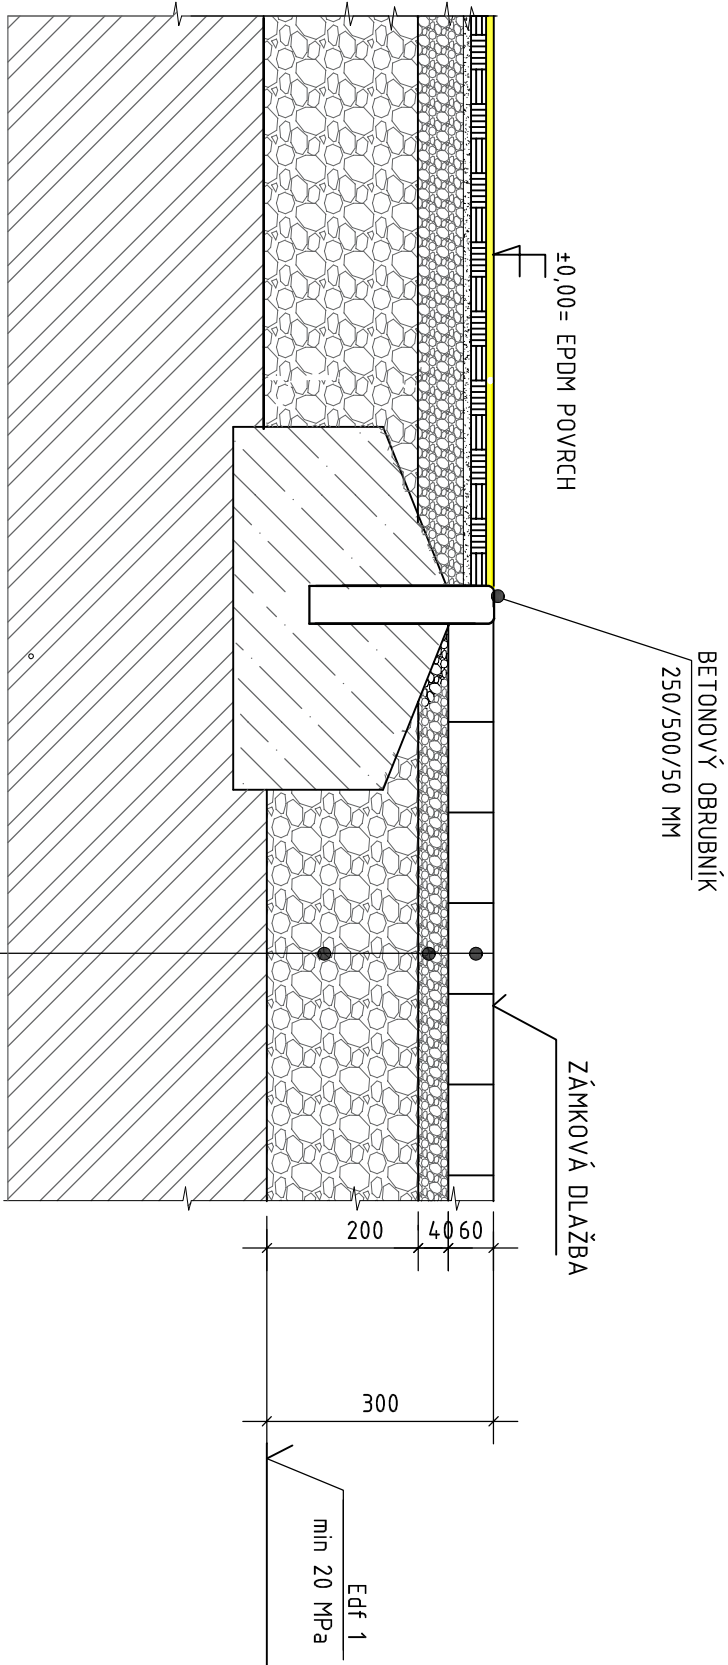 ±0,00= EPDM POVRCH
BETONOVÝ OBRUBNÍK
250/500/50 MM
ZÁMKOVÁ DLAŽBA
200
40
60
300
Edf 1
min 20 MPa